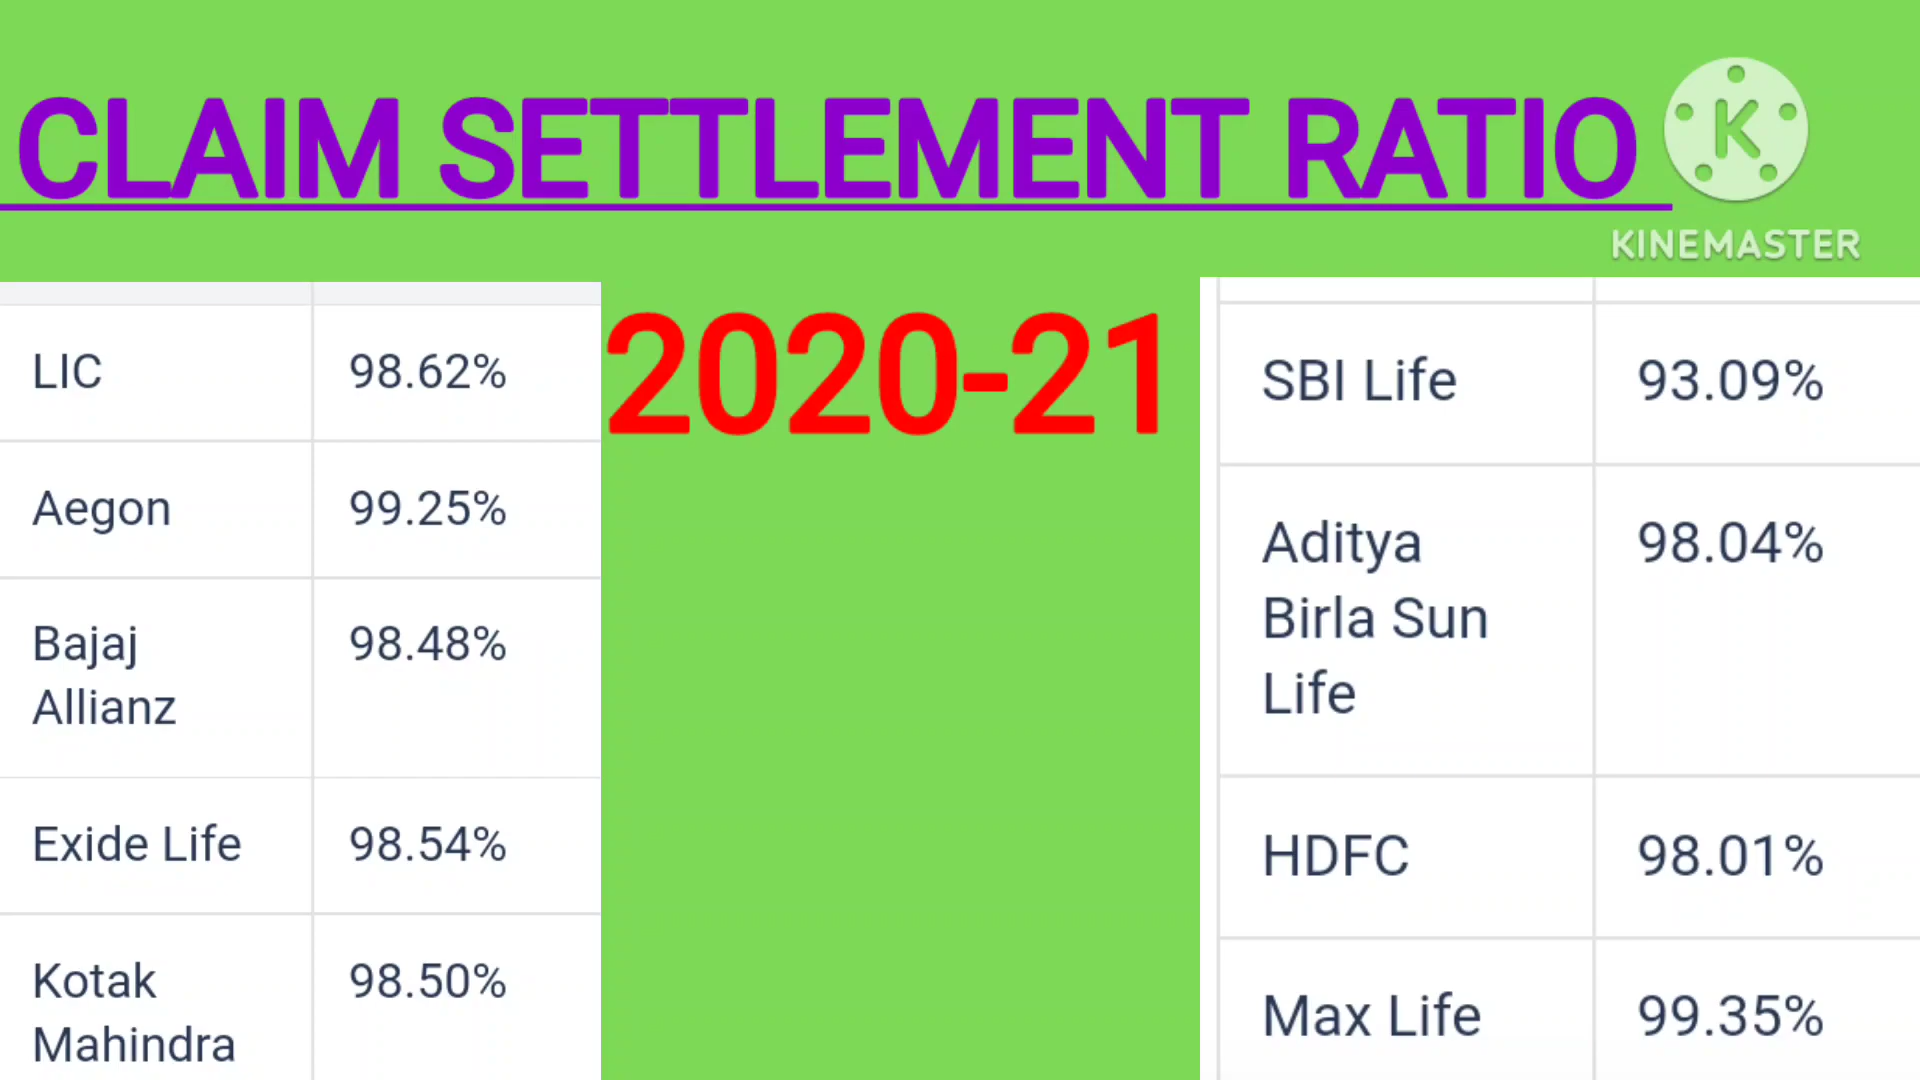 CLAIM SETTLEMENT RATIO
K
KINEMASTER
2020-21
LIC 98.62%
Aegon 99.25%
Bajaj 98.48%
Allianz
Exide Life 98.54%
Kotak 98.50%
Mahindra
SBI Life 93.09%
Aditya 98.04%
Birla Sun
Life
HDFC 98.01%
Max Life 99.35%